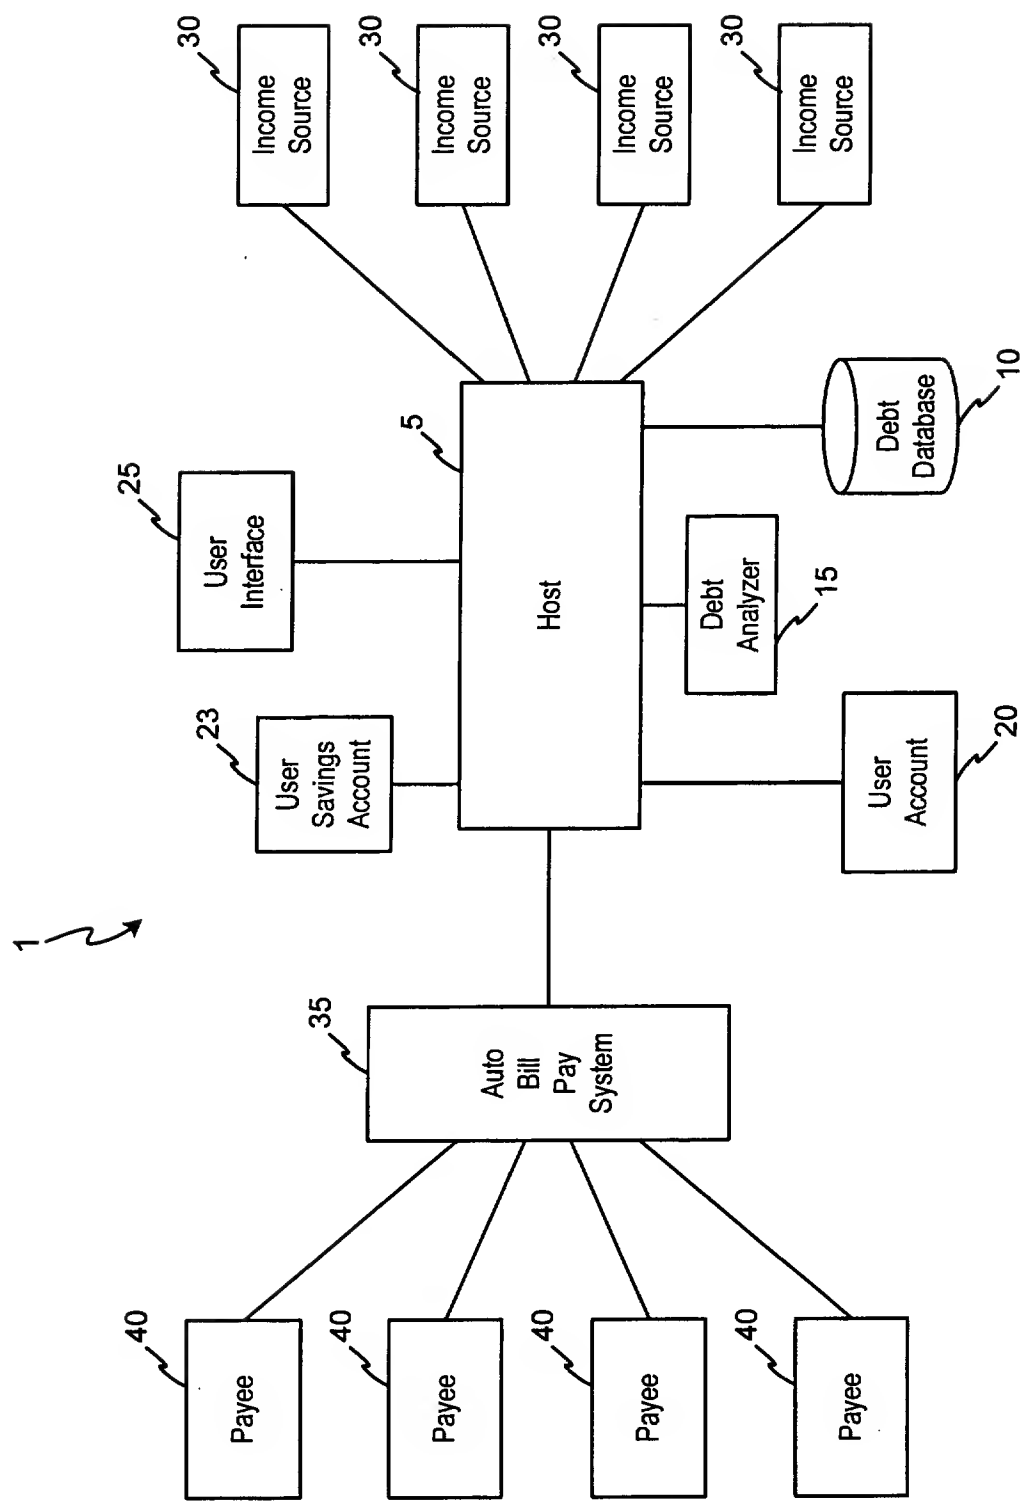 1
40
Payee
40
Payee
40
Payee
40
Payee
35
Auto
Bill
Pay
System
23
User
Savings
Account
25
User
Interface
5
Host
User
Account
20
Debt
Analyzer
15
Debt
Database
10
30
Income
Source
30
Income
Source
30
Income
Source
30
Income
Source